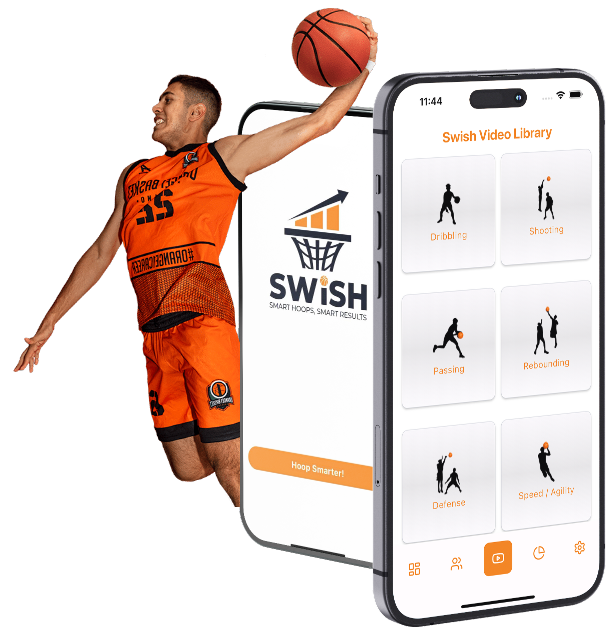 11:44
Swish Video Library
Dribbling
Shooting
Passing
Rebounding
Defense
Speed / Agility
SWiSH
SMART HOOPS, SMART RESULTS
Hoop Smarter!